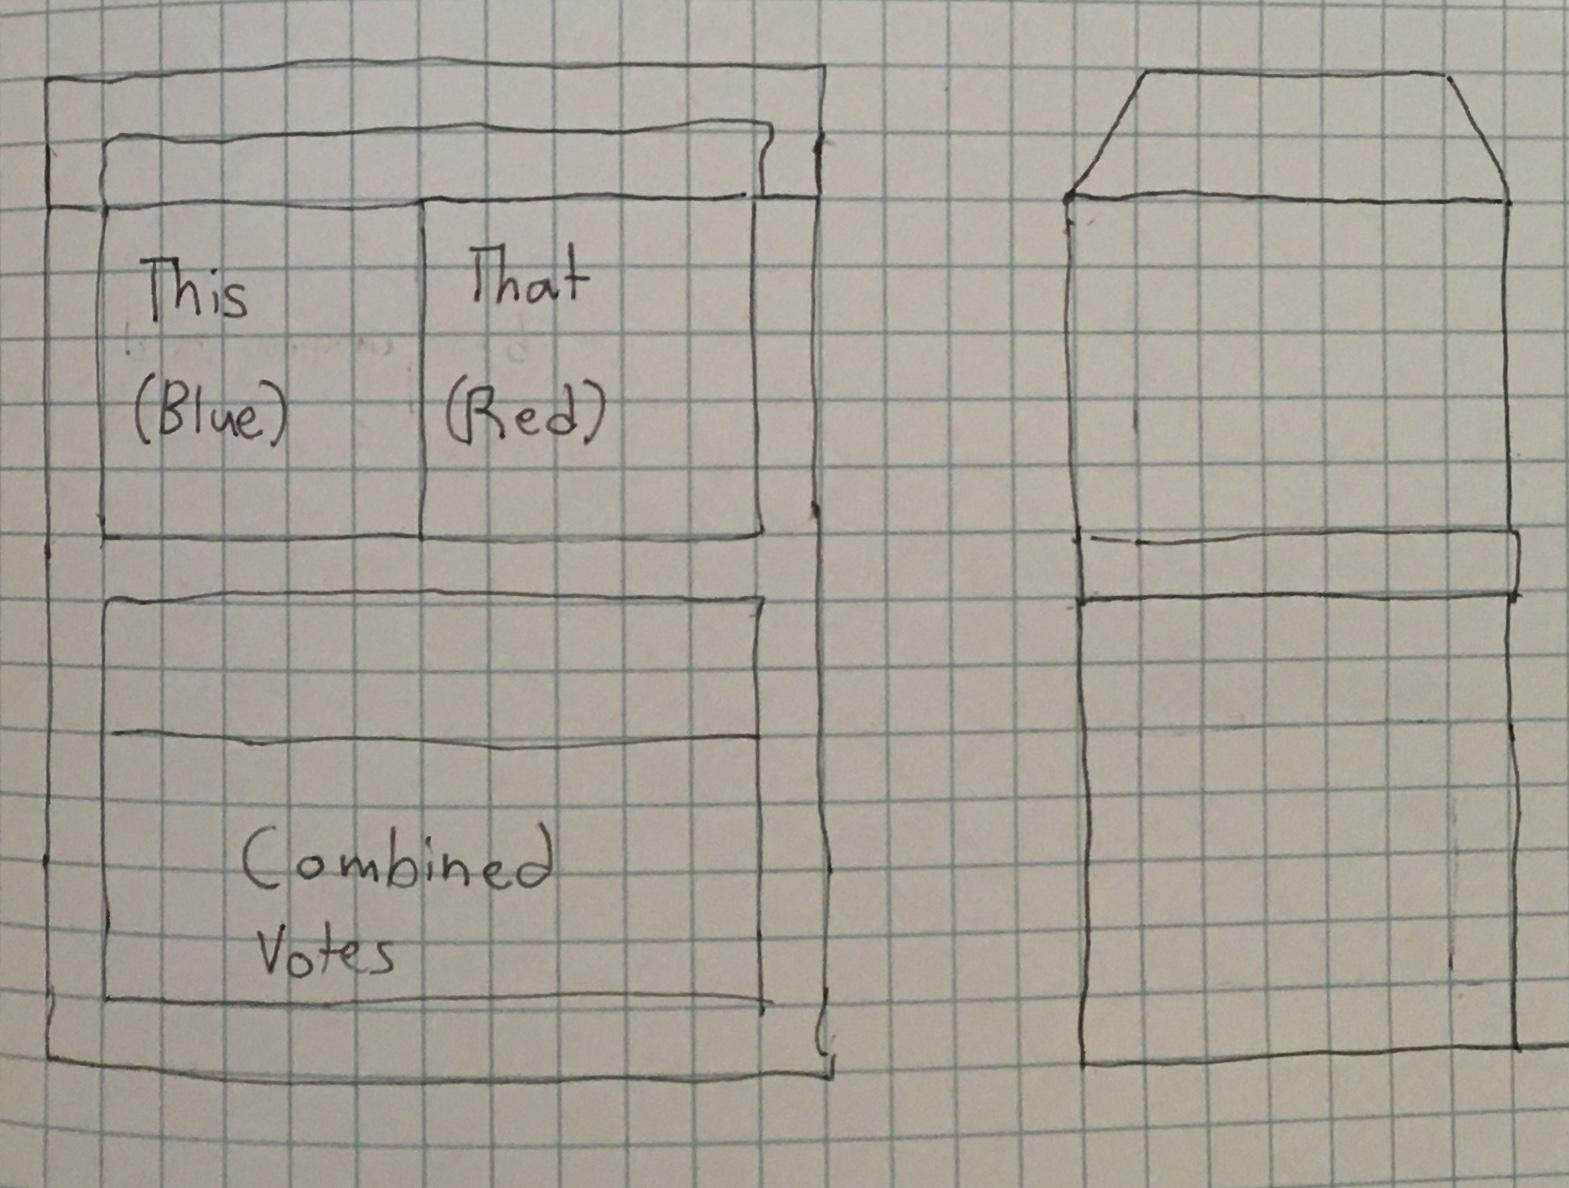 This
That
(Blue)
(Red)
Combined
Votes